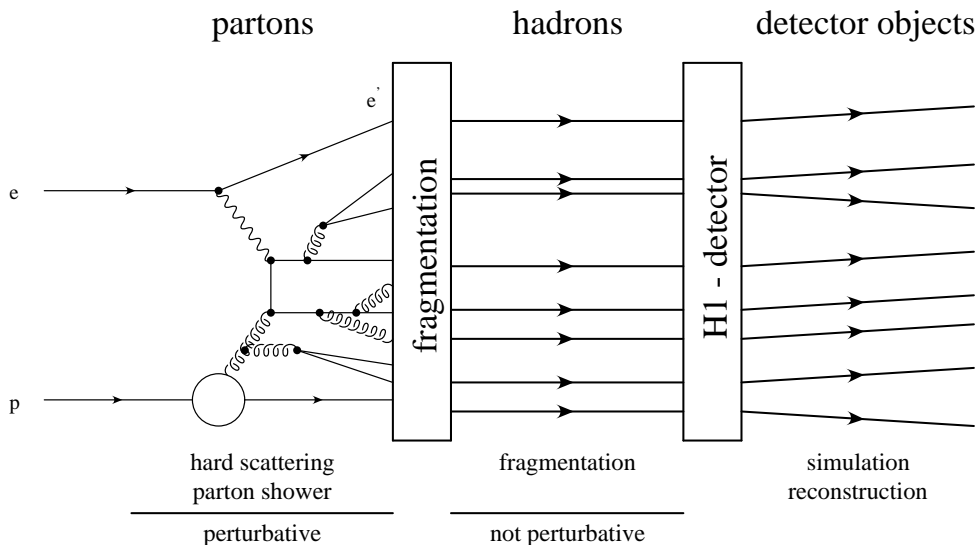 partons
hadrons
detector objects
e'
e
p
fragmentation
H1 - detector
hard scattering
parton shower
fragmentation
simulation
reconstruction
perturbative
not perturbative